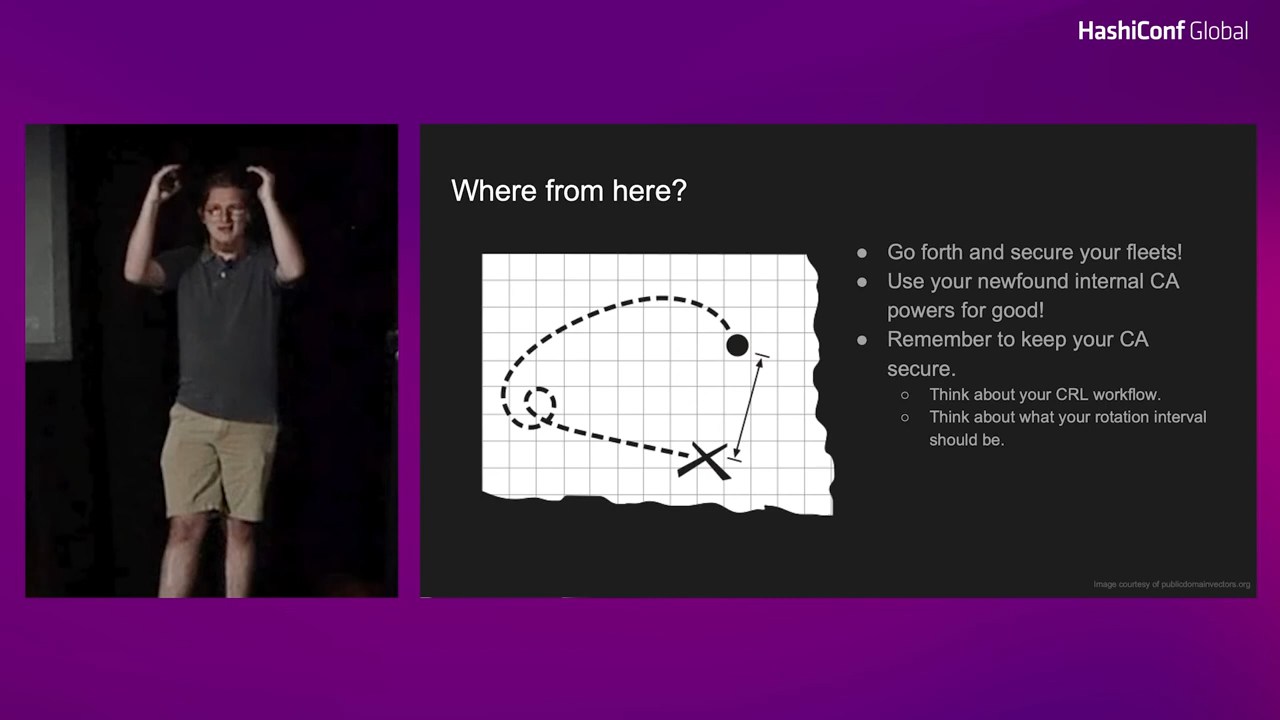 HashiConf Global
Where from here?
● Go forth and secure your fleets!
● Use your newfound internal CA
powers for good!
● Remember to keep your CA
secure.
○ Think about your CRL workflow.
○ Think about what your rotation interval
should be.
Image courtesy of publicdomainvectors.org